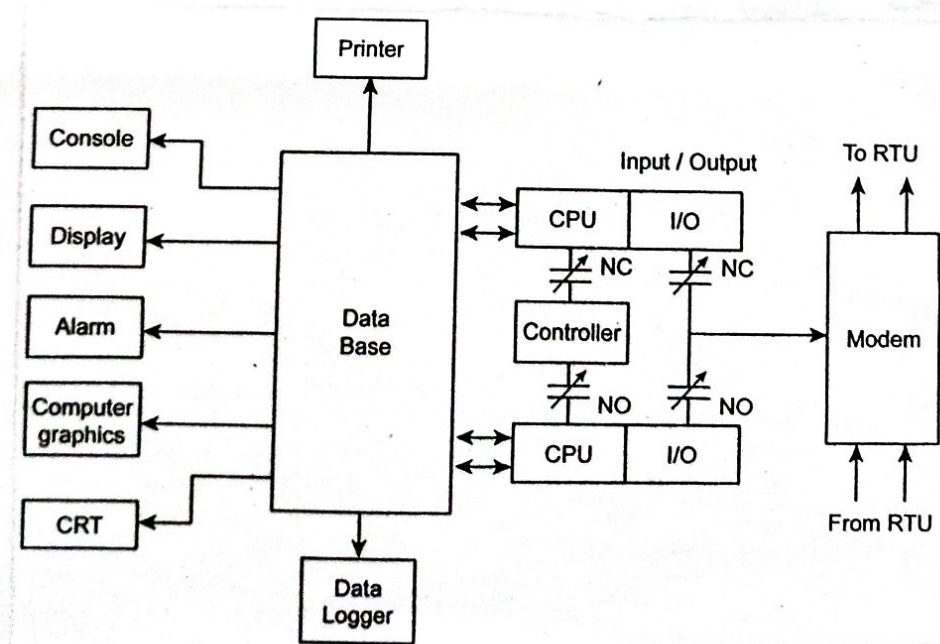 Printer
Console
Input / Output
To RTU
Display
CPU
I/O
NC
NC
Alarm
Data
Base
Controller
Modem
Computer
graphics
NO
NO
CPU
I/O
CRT
From RTU
Data
Logger